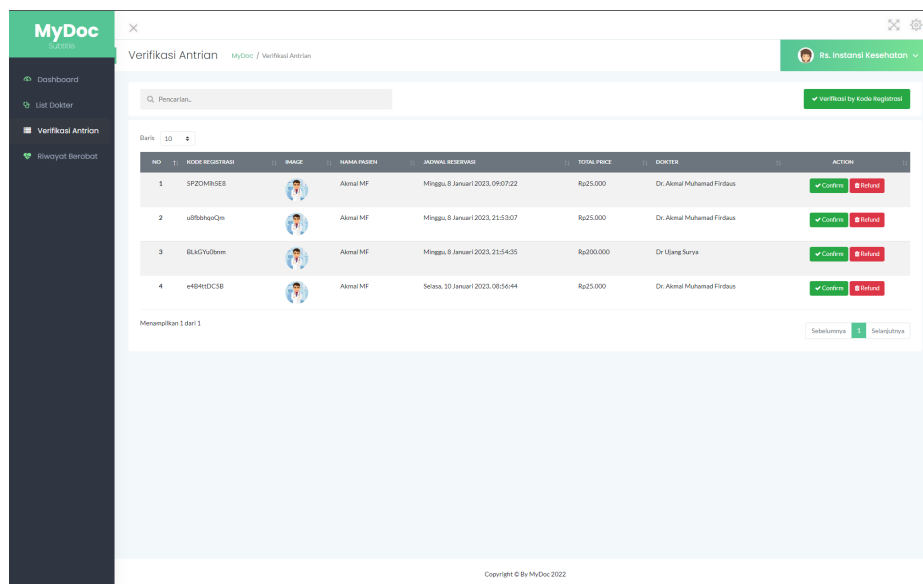 MyDoc
Subtitle
Dashboard
List Dokter
Verifikasi Antrian
Riwayat Berobat
Verifikasi Antrian MyDoc / Verifikasi Antrian
Rs. Instansi Kesehatan
Pencarian..
Verifikasi by Kode Registrasi
Baris 10
NO KODE REGISTRASI IMAGE NAMA PASIEN JADWAL RESERVASI TOTAL PRICE DOKTER ACTION
1 SPZOMihSE8 Akmal MF Minggu, 8 Januari 2023, 09:07:22 Rp25.000 Dr. Akmal Muhamad Firdaus Confirm Refund
2 u8fbbhqoQm Akmal MF Minggu, 8 Januari 2023, 21:53:07 Rp25.000 Dr. Akmal Muhamad Firdaus Confirm Refund
3 BLkGYu0bnm Akmal MF Minggu, 8 Januari 2023, 21:54:35 Rp200.000 Dr Ujang Surya Confirm Refund
4 e4B4ttDC5B Akmal MF Selasa, 10 Januari 2023, 08:56:44 Rp25.000 Dr. Akmal Muhamad Firdaus Confirm Refund
Menampilkan 1 dari 1
Sebelumnya 1 Selanjutnya
Copyright © By MyDoc 2022